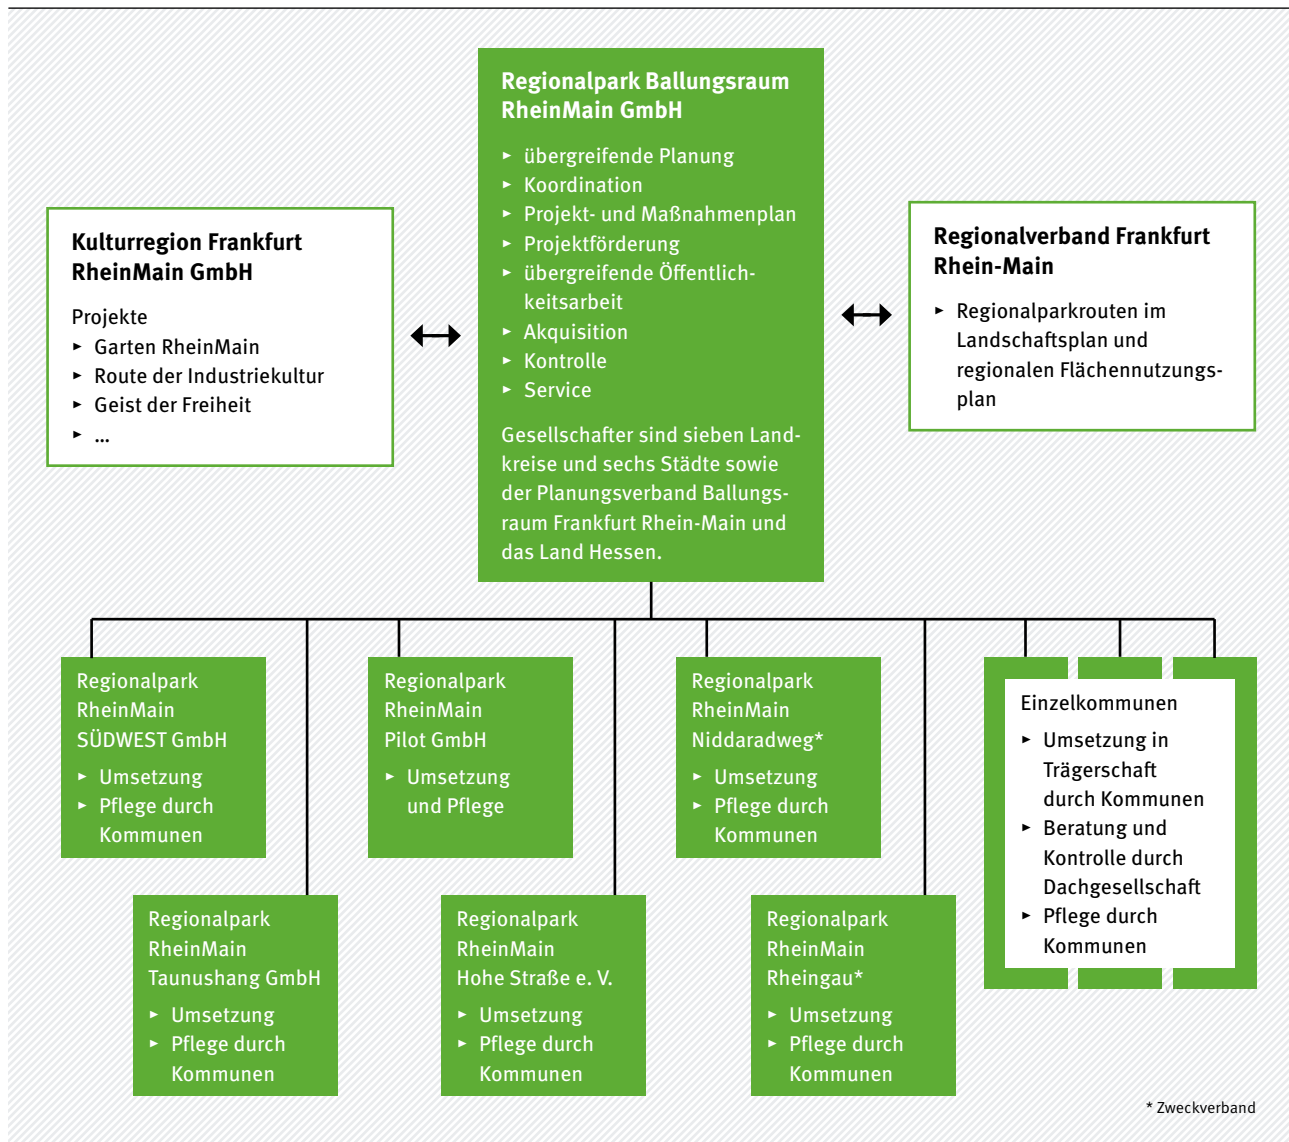 Regionalpark Ballungsraum
RheinMain GmbH
► übergreifende Planung
► Koordination
► Projekt- und Maßnahmenplan
► Projektförderung
► übergreifende Öffentlich-
keitsarbeit
► Akquisition
► Kontrolle
► Service
Gesellschafter sind sieben Land-
kreise und sechs Städte sowie
der Planungsverband Ballungs-
raum Frankfurt Rhein-Main und
das Land Hessen.
Kulturregion Frankfurt
RheinMain GmbH
Projekte
► Garten RheinMain
► Route der Industriekultur
► Geist der Freiheit
► ...
Regionalverband Frankfurt
Rhein-Main
► Regionalparkrouten im
Landschaftsplan und
regionalen Flächennutzungs-
plan
Regionalpark
RheinMain
SÜDWEST GmbH
► Umsetzung
► Pflege durch
Kommunen
Regionalpark
RheinMain
Pilot GmbH
► Umsetzung
und Pflege
Regionalpark
RheinMain
Niddaradweg*
► Umsetzung
► Pflege durch
Kommunen
Einzelkommunen
► Umsetzung in
Trägerschaft
durch Kommunen
► Beratung und
Kontrolle durch
Dachgesellschaft
► Pflege durch
Kommunen
Regionalpark
RheinMain
Taunushang GmbH
► Umsetzung
► Pflege durch
Kommunen
Regionalpark
RheinMain
Hohe Straße e. V.
► Umsetzung
► Pflege durch
Kommunen
Regionalpark
RheinMain
Rheingau*
► Umsetzung
► Pflege durch
Kommunen
* Zweckverband